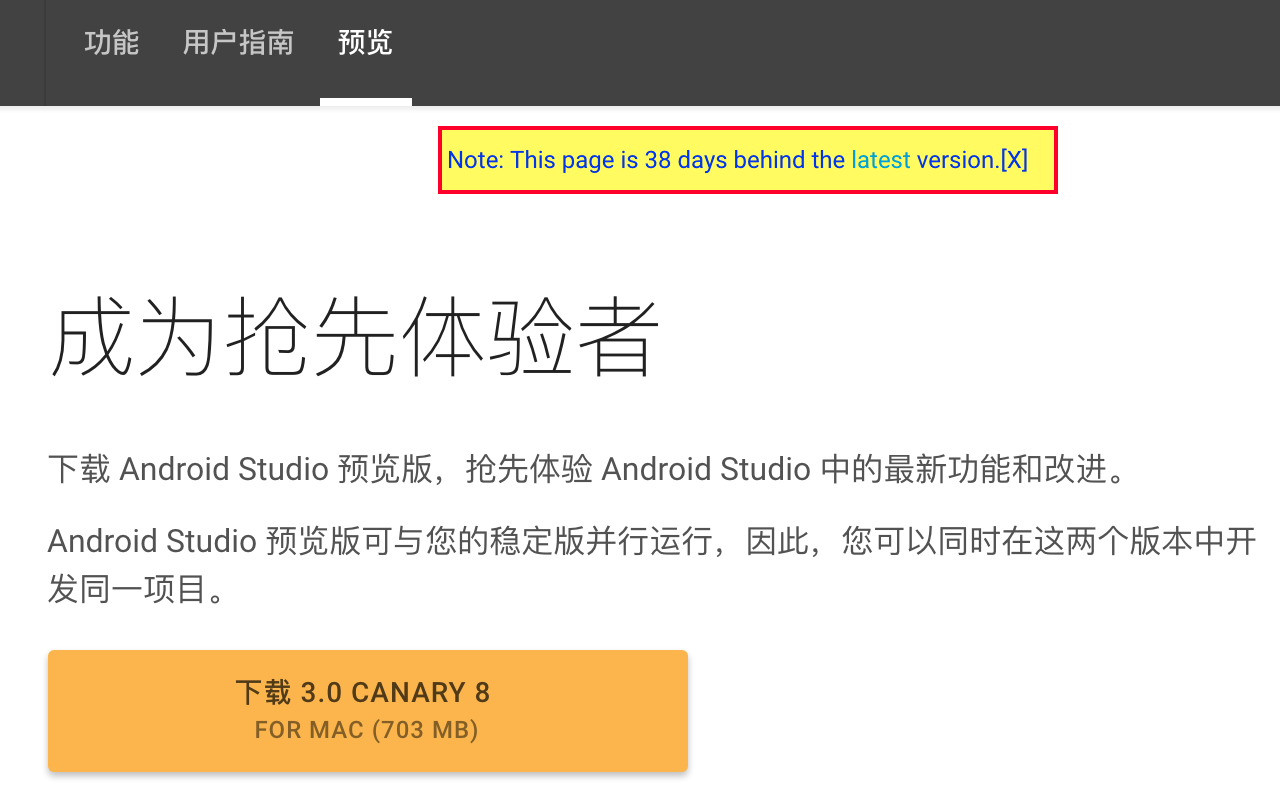 功能 用户指南 预览
Note: This page is 38 days behind the latest version.[X]
成为抢先体验者
下载 Android Studio 预览版，抢先体验 Android Studio 中的最新功能和改进。
Android Studio 预览版可与您的稳定版并行运行，因此，您可以同时在这两个版本中开
发同一项目。
下载 3.0 CANARY 8
FOR MAC (703 MB)